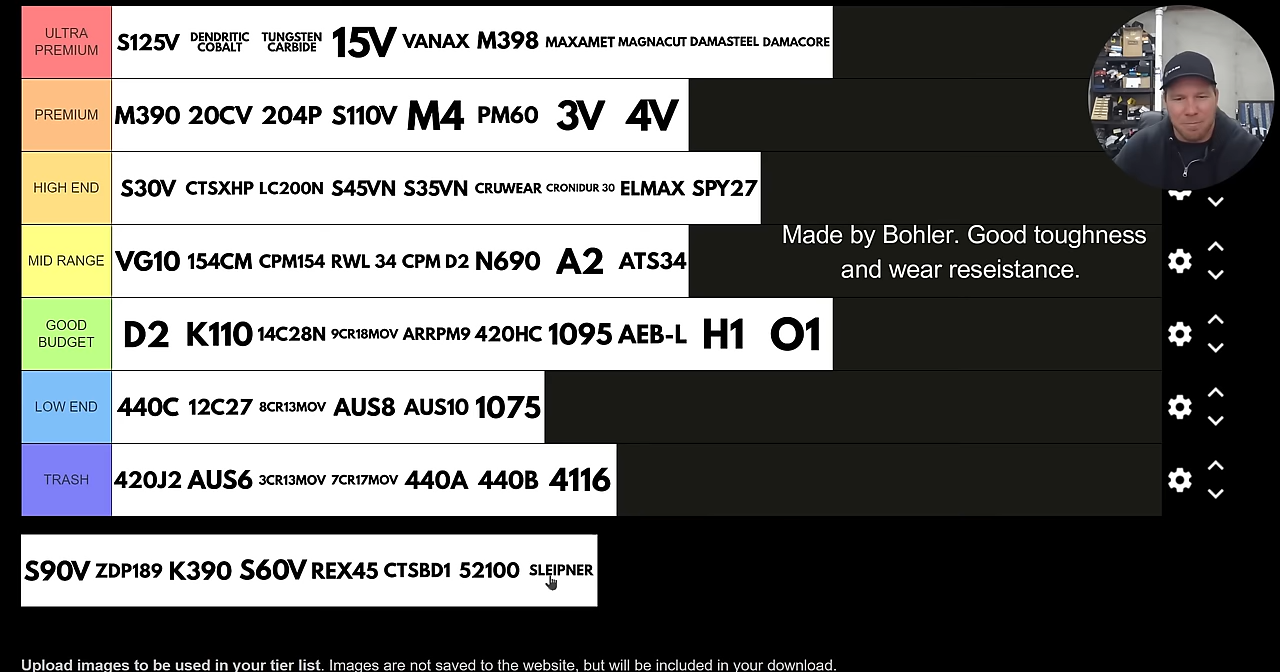 ULTRA
PREMIUM
S125V DENDRITIC COBALT TUNGSTEN CARBIDE 15V VANAX M398 MAXAMET MAGNACUT DAMASTEEL DAMACORE
PREMIUM
M390 20CV 204P S110V M4 PM60 3V 4V
HIGH END
S30V CTSXHP LC200N S45VN S35VN CRUWEAR CRONIDUR 30 ELMAX SPY27
Made by Bohler. Good toughness
and wear reseistance.
MID RANGE
VG10 154CM CPM154 RWL 34 CPM D2 N690 A2 ATS34
GOOD
BUDGET
D2 K110 14C28N 9CR18MOV ARRPM9 420HC 1095 AEB-L H1 O1
LOW END
440C 12C27 8CR13MOV AUS8 AUS10 1075
TRASH
420J2 AUS6 3CR13MOV 7CR17MOV 440A 440B 4116
S90V ZDP189 K390 S60V REX45 CTSBD1 52100 SLEIPNER
Upload images to be used in your tier list. Images are not saved to the website, but will be included in your download.